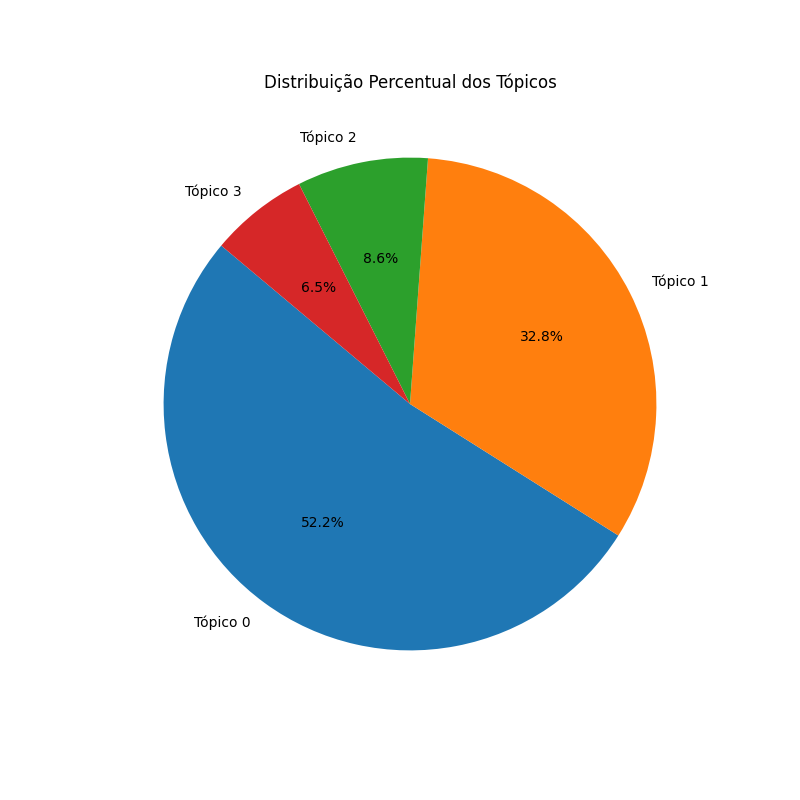 Distribuição Percentual dos Tópicos
Tópico 2
Tópico 3
8.6%
6.5%
Tópico 1
32.8%
52.2%
Tópico 0